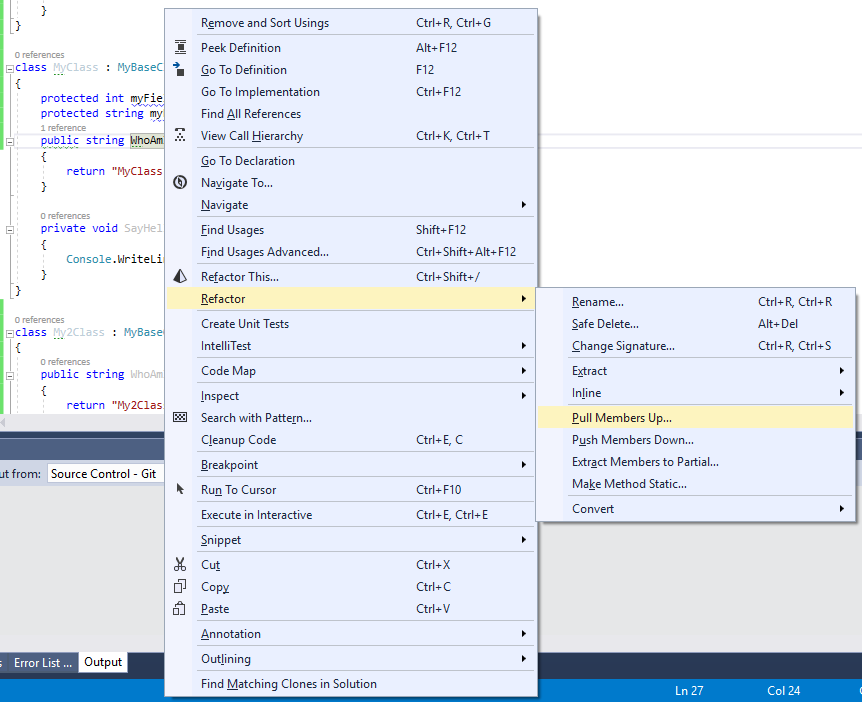 }
}
0 references
class MyClass : MyBaseC
{
protected int myFie
protected string my
1 reference
public string WhoAm
{
return "MyClass
}
0 references
private void SayHel
{
Console.WriteLi
}
}
0 references
class My2Class : MyBase
{
0 references
public string WhoAm
{
return "My2Clas
ut from: Source Control - Git
s Error List ... Output
Remove and Sort Usings Ctrl+R, Ctrl+G
Peek Definition Alt+F12
Go To Definition F12
Go To Implementation Ctrl+F12
Find All References
View Call Hierarchy Ctrl+K, Ctrl+T
Go To Declaration
Navigate To...
Navigate
Find Usages Shift+F12
Find Usages Advanced... Ctrl+Shift+Alt+F12
Refactor This... Ctrl+Shift+/
Refactor
Create Unit Tests
IntelliTest
Code Map
Inspect
Search with Pattern...
Cleanup Code Ctrl+E, C
Breakpoint
Run To Cursor Ctrl+F10
Execute in Interactive Ctrl+E, Ctrl+E
Snippet
Cut Ctrl+X
Copy Ctrl+C
Paste Ctrl+V
Annotation
Outlining
Find Matching Clones in Solution
Rename... Ctrl+R, Ctrl+R
Safe Delete... Alt+Del
Change Signature... Ctrl+R, Ctrl+S
Extract
Inline
Pull Members Up...
Push Members Down...
Extract Members to Partial...
Make Method Static...
Convert
Ln 27 Col 24